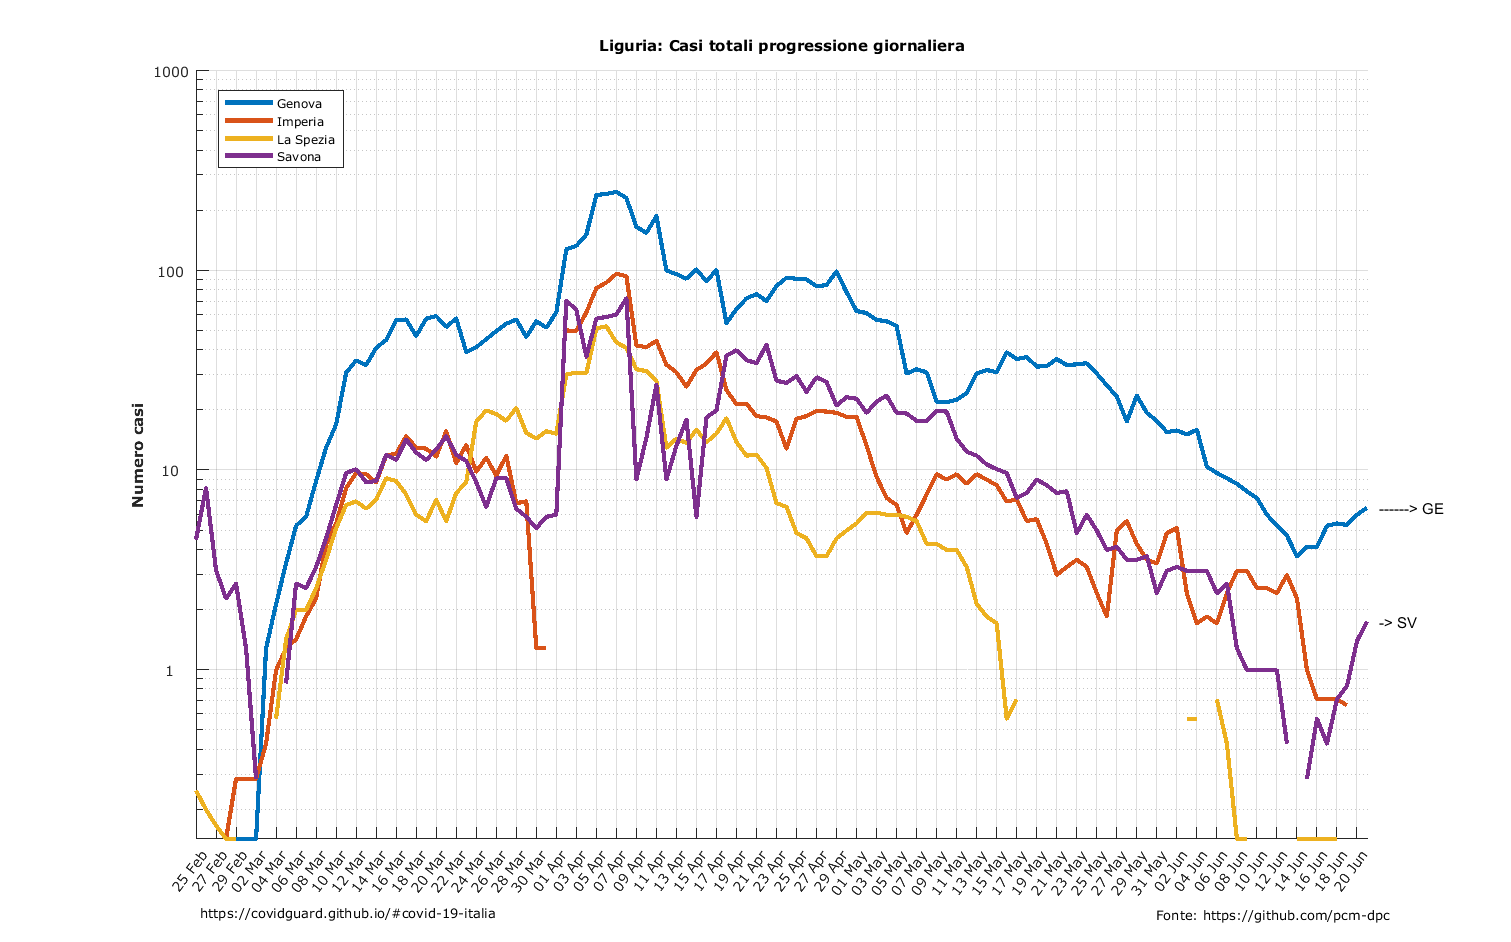 Liguria: Casi totali progressione giornaliera
1000
100
10
1
Numero casi
Genova
Imperia
La Spezia
Savona
------> GE
-> SV
25 Feb
27 Feb
29 Feb
02 Mar
04 Mar
06 Mar
08 Mar
10 Mar
12 Mar
14 Mar
16 Mar
18 Mar
20 Mar
22 Mar
24 Mar
26 Mar
28 Mar
30 Mar
01 Apr
03 Apr
05 Apr
07 Apr
09 Apr
11 Apr
13 Apr
15 Apr
17 Apr
19 Apr
21 Apr
23 Apr
25 Apr
27 Apr
29 Apr
01 May
03 May
05 May
07 May
09 May
11 May
13 May
15 May
17 May
19 May
21 May
23 May
25 May
27 May
29 May
31 May
02 Jun
04 Jun
06 Jun
08 Jun
10 Jun
12 Jun
14 Jun
16 Jun
18 Jun
20 Jun
https://covidguard.github.io/#covid-19-italia
Fonte: https://github.com/pcm-dpc